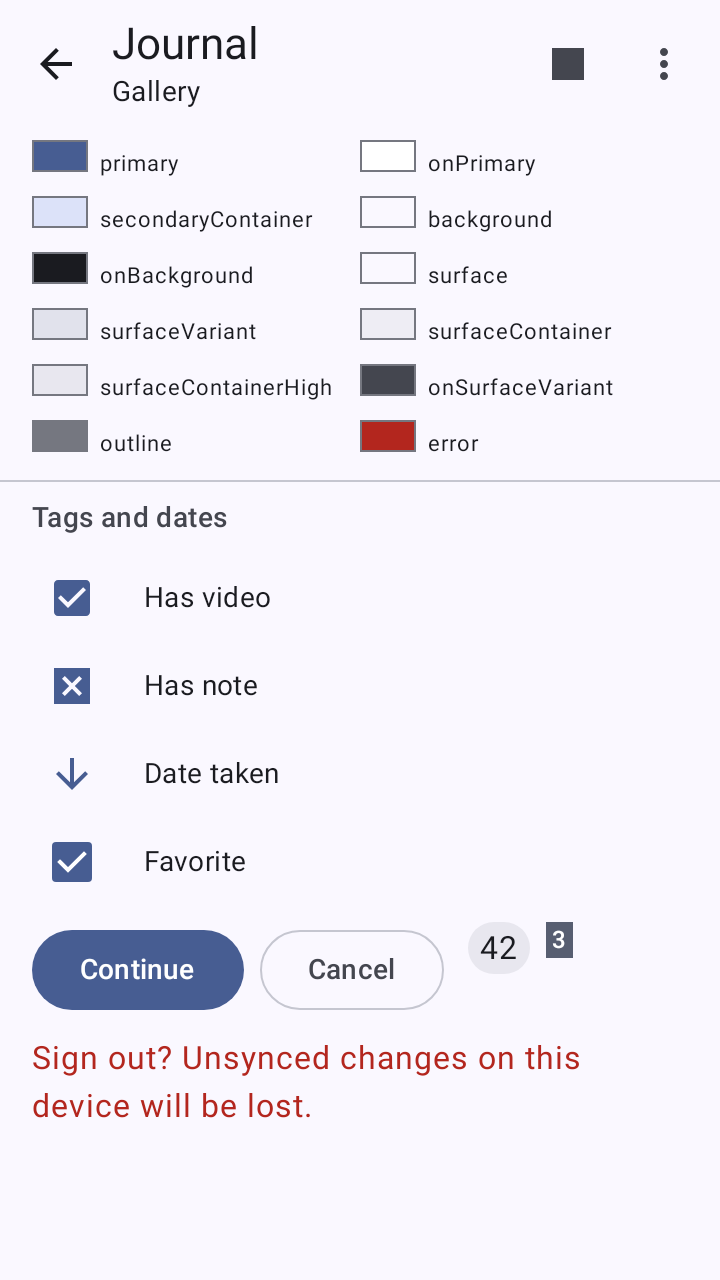 Journal
Gallery
primary
onPrimary
secondaryContainer
background
onBackground
surface
surfaceVariant
surfaceContainer
surfaceContainerHigh
onSurfaceVariant
outline
error
Tags and dates
Has video
Has note
Date taken
Favorite
Continue
Cancel
42
3
Sign out? Unsynced changes on this
device will be lost.